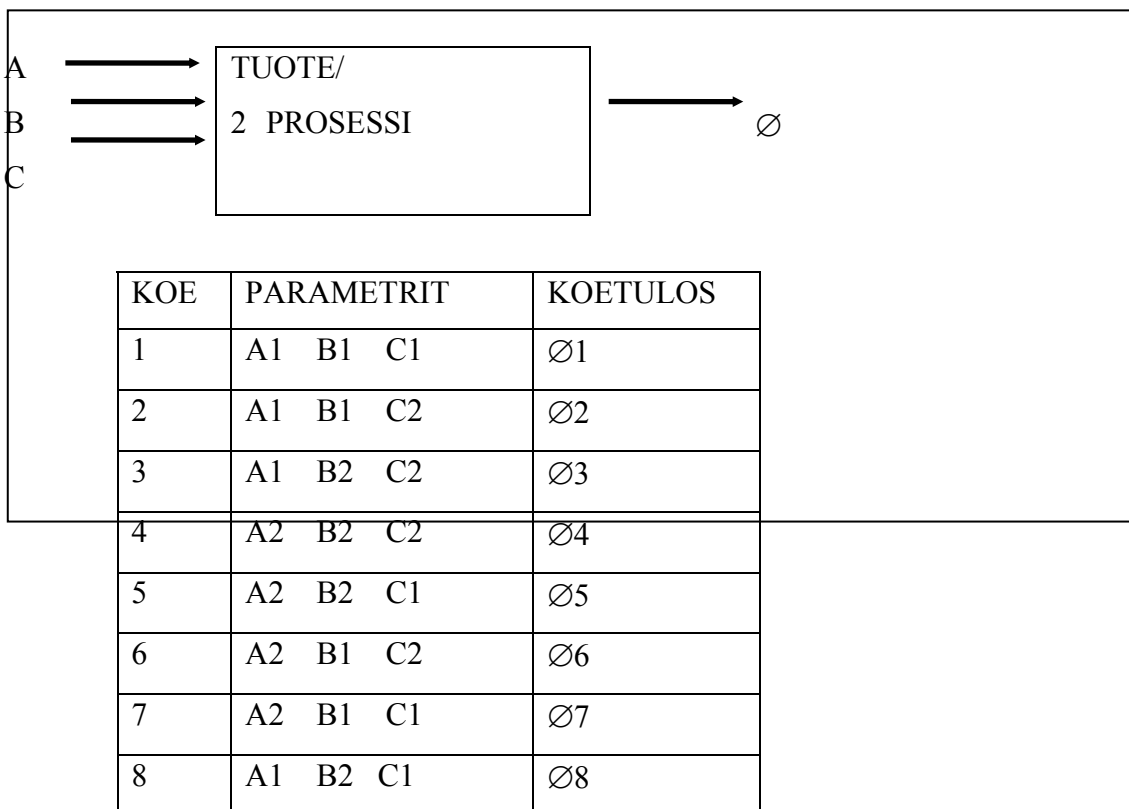 A
TUOTE/
B
2 PROSESSI
∅
C
KOE PARAMETRIT KOETULOS
1 A1 B1 C1 ∅1
2 A1 B1 C2 ∅2
3 A1 B2 C2 ∅3
4 A2 B2 C2 ∅4
5 A2 B2 C1 ∅5
6 A2 B1 C2 ∅6
7 A2 B1 C1 ∅7
8 A1 B2 C1 ∅8